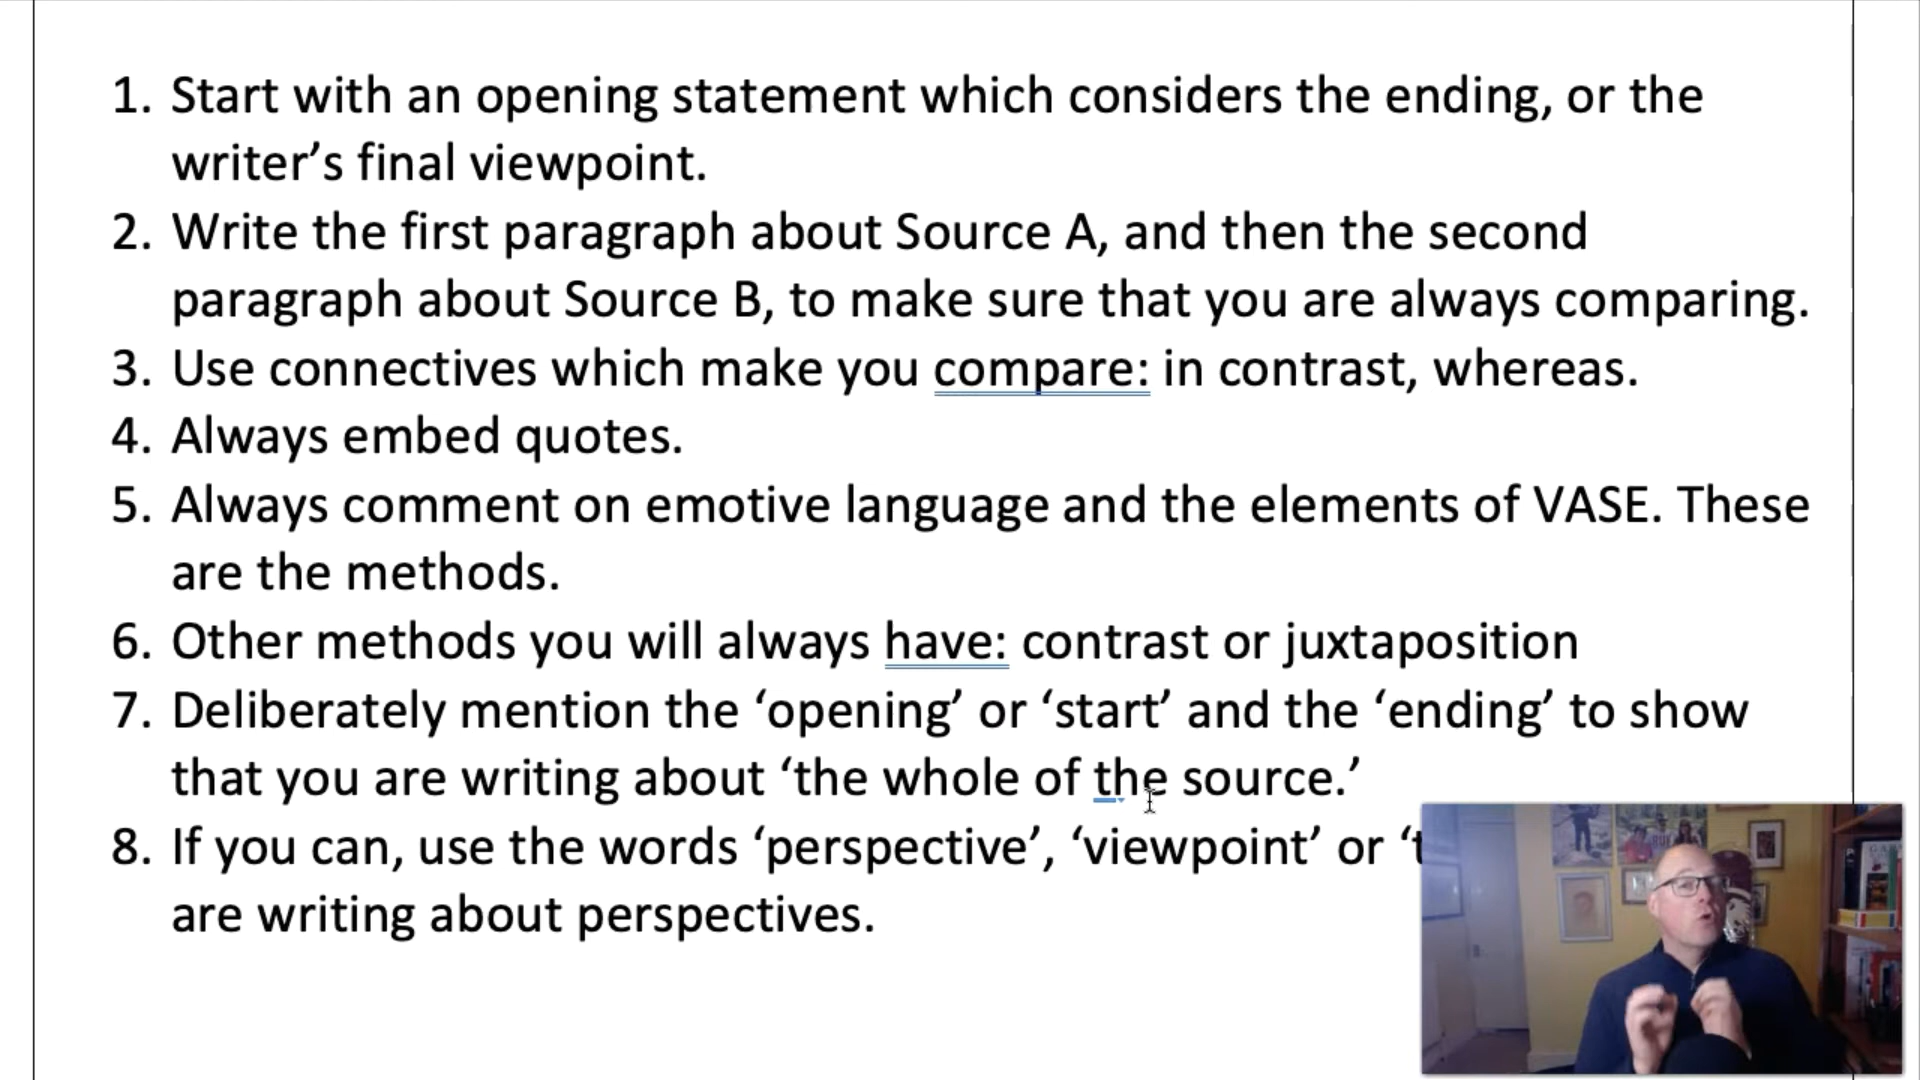 1. Start with an opening statement which considers the ending, or the
writer’s final viewpoint.
2. Write the first paragraph about Source A, and then the second
paragraph about Source B, to make sure that you are always comparing.
3. Use connectives which make you compare: in contrast, whereas.
4. Always embed quotes.
5. Always comment on emotive language and the elements of VASE. These
are the methods.
6. Other methods you will always have: contrast or juxtaposition
7. Deliberately mention the ‘opening’ or ‘start’ and the ‘ending’ to show
that you are writing about ‘the whole of the source.’
8. If you can, use the words ‘perspective’, ‘viewpoint’ or
are writing about perspectives.